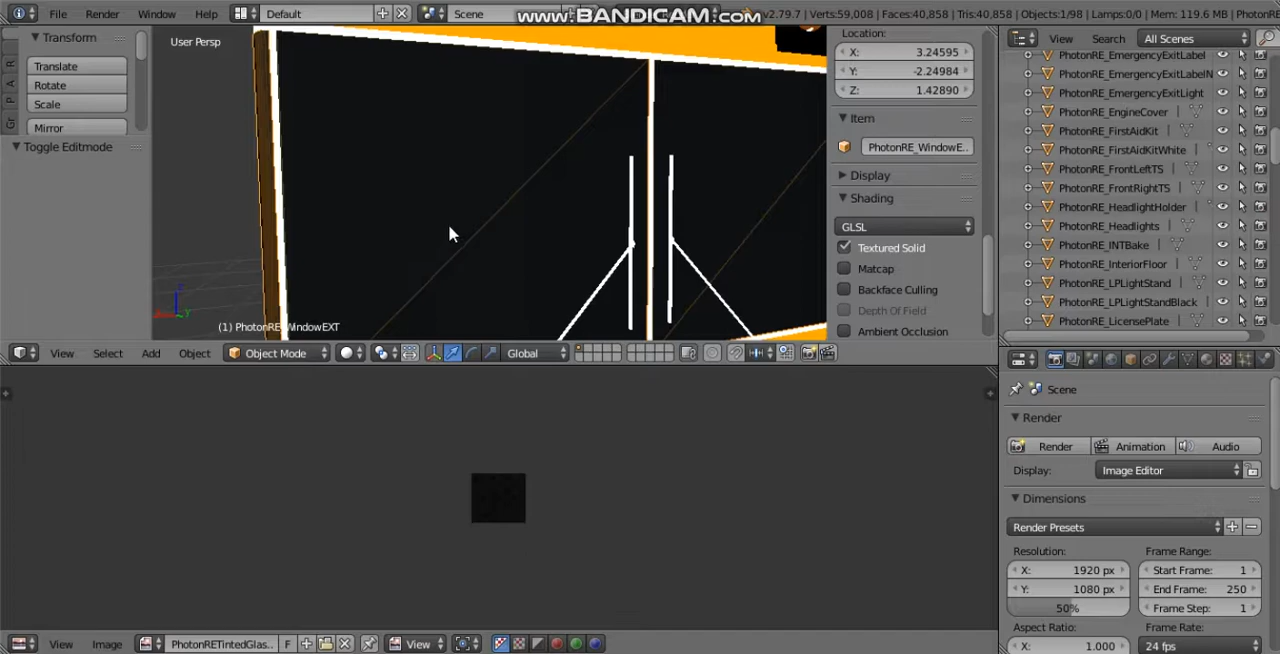 File Render Window Help Default Scene www.BANDICAM.com v2.79.7 | Verts:59,008 | Faces:40,858 | Tris:40,858 | Objects:1/98 | Lamps:0/0 | Mem: 119.6 MB | PhotonR
Transform
Translate
Rotate
Scale
Mirror
Toggle Editmode
R
A
P
Gr
User Persp
(1) PhotonRE_WindowEXT
Location:
X: 3.24595
Y: -2.24984
Z: 1.42890
Item
PhotonRE_WindowE..
Display
Shading
GLSL
Textured Solid
Matcap
Backface Culling
Depth Of Field
Ambient Occlusion
View Search All Scenes
PhotonRE_EmergencyExitLabel
PhotonRE_EmergencyExitLabelN
PhotonRE_EmergencyExitLight
PhotonRE_EngineCover
PhotonRE_FirstAidKit
PhotonRE_FirstAidKitWhite
PhotonRE_FrontLeftTS
PhotonRE_FrontRightTS
PhotonRE_HeadlightHolder
PhotonRE_Headlights
PhotonRE_INTBake
PhotonRE_InteriorFloor
PhotonRE_LPLightStand
PhotonRE_LPLightStandBlack
PhotonRE_LicensePlate
View Select Add Object Object Mode Global
Scene
Render
Render Animation Audio
Display: Image Editor
Dimensions
Render Presets
Resolution: Frame Range:
X: 1920 px Start Frame: 1
Y: 1080 px End Frame: 250
50% Frame Step: 1
Aspect Ratio: Frame Rate:
X: 1.000 24 fps
View Image PhotonRETintedGlas.. F View